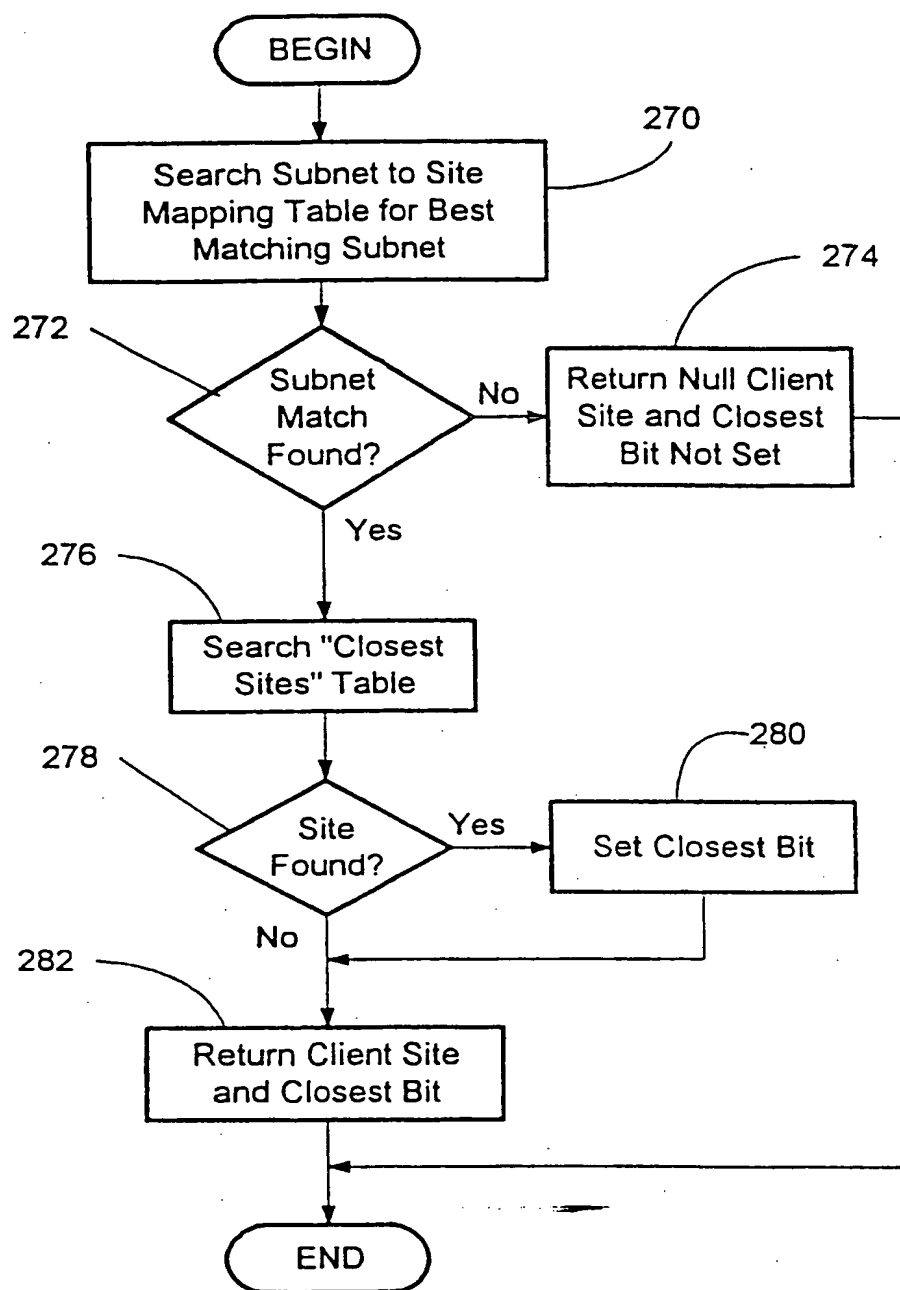 BEGIN
270
Search Subnet to Site
Mapping Table for Best
Matching Subnet
274
272
Subnet
Match
Found?
No
Return Null Client
Site and Closest
Bit Not Set
Yes
276
Search "Closest
Sites" Table
280
278
Site
Found?
Yes
Set Closest Bit
No
282
Return Client Site
and Closest Bit
END